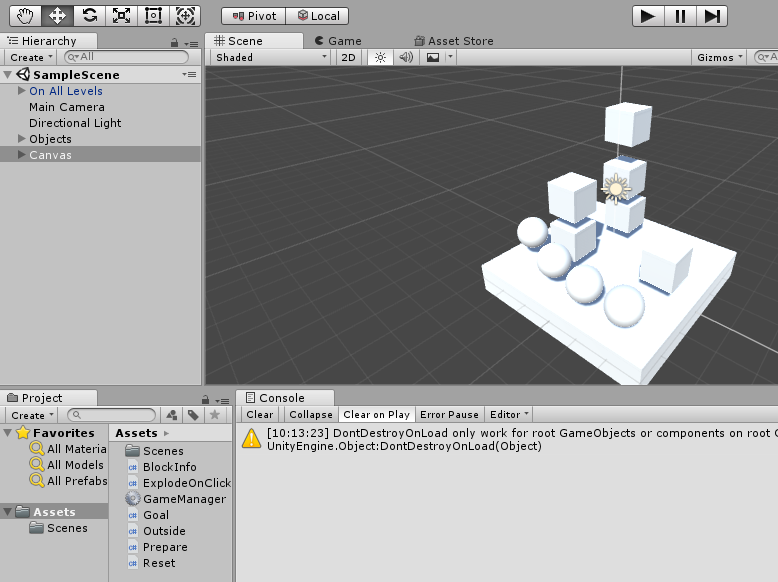 Pivot Local
Hierarchy
Create All
SampleScene
On All Levels
Main Camera
Directional Light
Objects
Canvas
Scene Game Asset Store
Shaded 2D Gizmos A
Project
Create
Favorites
All Materia
All Models
All Prefabs
Assets
Scenes
Assets
Scenes
BlockInfo
ExplodeOnClick
GameManager
Goal
Outside
Prepare
Reset
Console
Clear Collapse Clear on Play Error Pause Editor
[10:13:23] DontDestroyOnLoad only work for root GameObjects or components on root
UnityEngine.Object:DontDestroyOnLoad(Object)